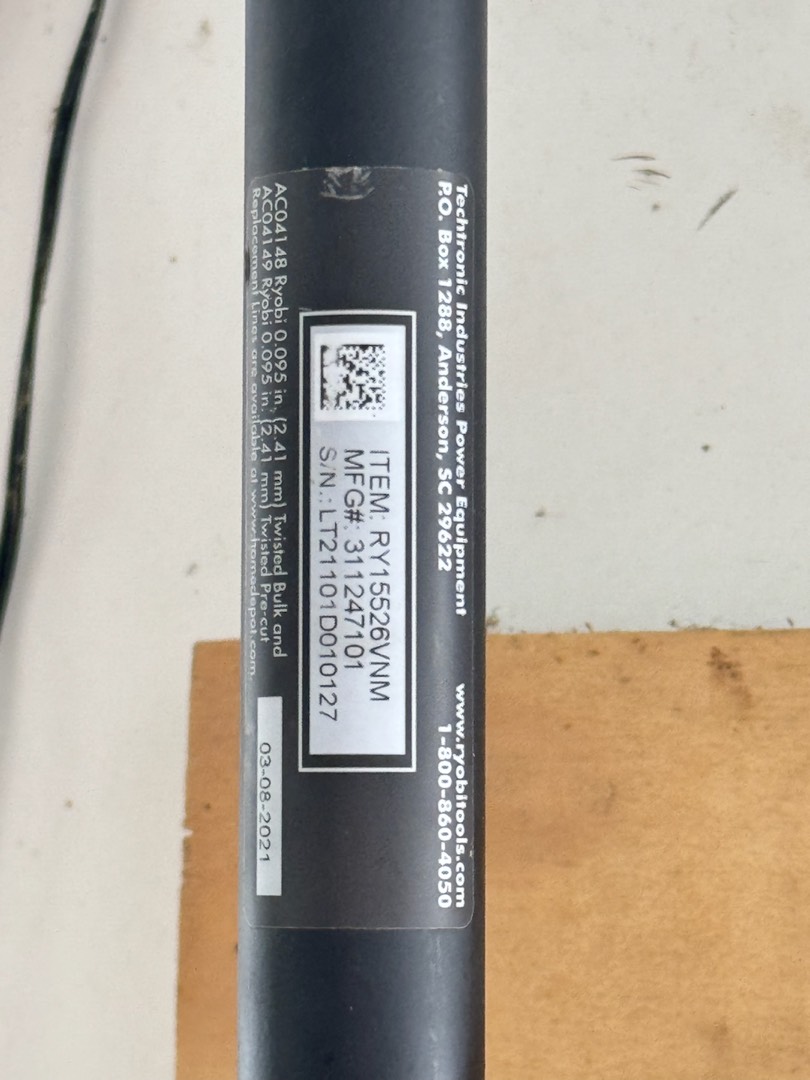 Techtronic Industries Power Equipment
P.O. Box 1288, Anderson, SC 29622
www.ryobitools.com
1-800-860-4050
ITEM: RY15526VNM
MFG#: 311247101
S/N.: LT21101D010127
AC04148 Ryobi 0.095 in. (2.41 mm) Twisted Bulk and
AC04149 Ryobi 0.095 in. (2.41 mm) Twisted Pre-cut
Replacement Lines are available at www.homedepot.com.
03-08-2021